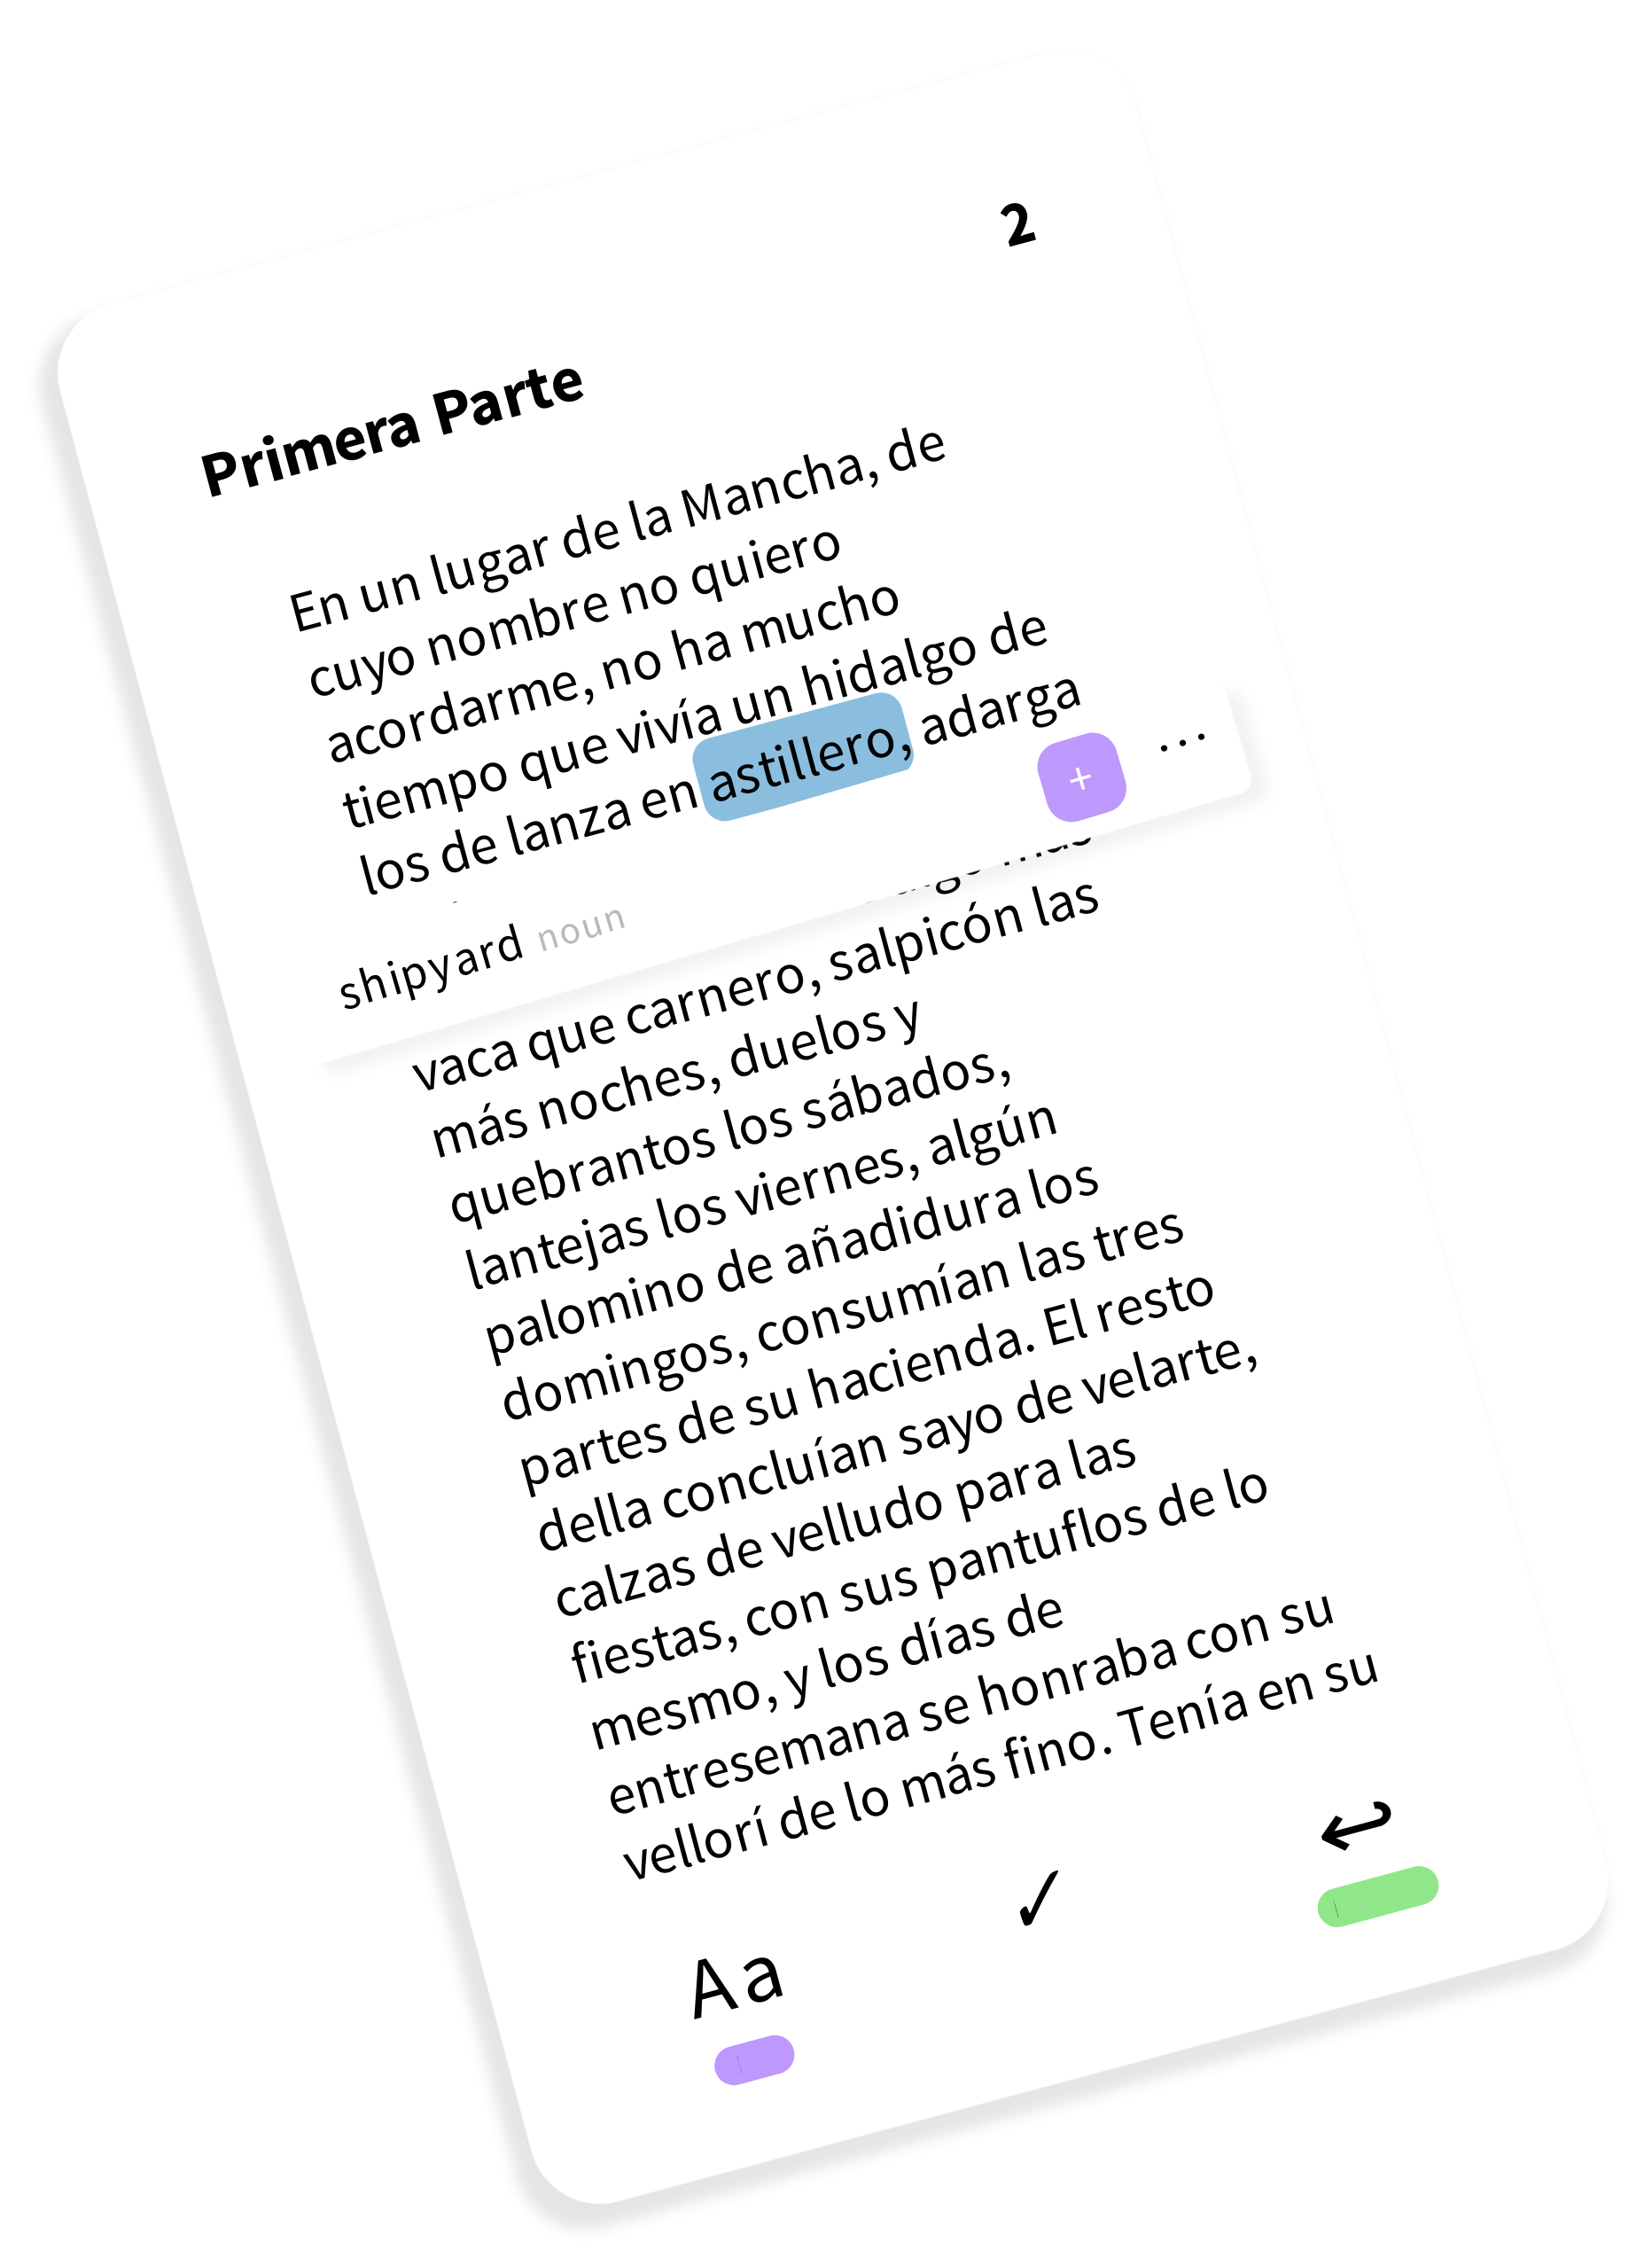 2
Primera Parte
En un lugar de la Mancha, de
cuyo nombre no quiero
acordarme, no ha mucho
tiempo que vivía un hidalgo de
los de lanza en astillero, adarga
+ ...
shipyard noun
vaca que carnero, salpicón las
más noches, duelos y
quebrantos los sábados,
lantejas los viernes, algún
palomino de añadidura los
domingos, consumían las tres
partes de su hacienda. El resto
della concluían sayo de velarte,
calzas de velludo para las
fiestas, con sus pantuflos de lo
mesmo, y los días de
entresemana se honraba con su
vellorí de lo más fino. Tenía en su
Aa ✓ ↩